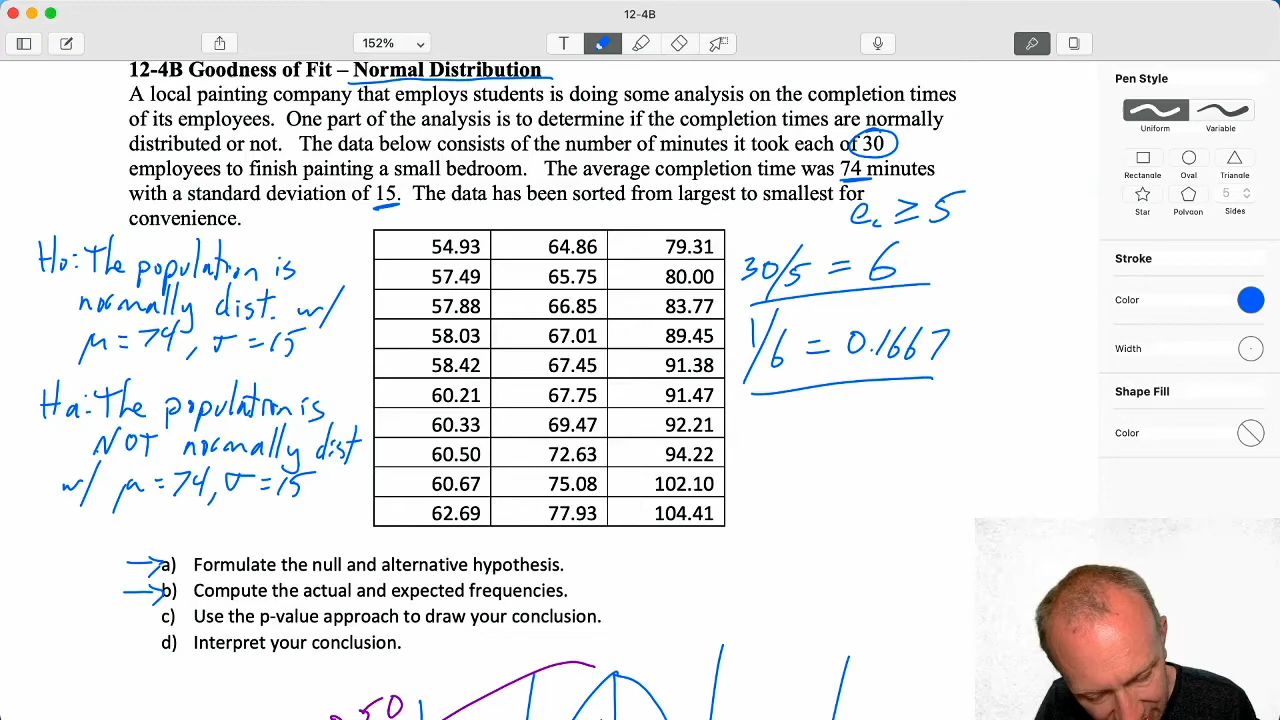 12-4B
152%
T
12-4B Goodness of Fit – Normal Distribution
A local painting company that employs students is doing some analysis on the completion times
of its employees.  One part of the analysis is to determine if the completion times are normally
distributed or not.  The data below consists of the number of minutes it took each of 30
employees to finish painting a small bedroom.  The average completion time was 74 minutes
with a standard deviation of 15.  The data has been sorted from largest to smallest for
convenience.
Ho: The population is
normally dist. w/
μ = 74, σ = 15
Ha: The population is
NOT normally dist
w/ μ = 74, σ = 15
54.93 64.86 79.31
57.49 65.75 80.00
57.88 66.85 83.77
58.03 67.01 89.45
58.42 67.45 91.38
60.21 67.75 91.47
60.33 69.47 92.21
60.50 72.63 94.22
60.67 75.08 102.10
62.69 77.93 104.41
≥ 5
30/5 = 6
1/6 = 0.1667
a) Formulate the null and alternative hypothesis.
b) Compute the actual and expected frequencies.
c) Use the p-value approach to draw your conclusion.
d) Interpret your conclusion.
50
Pen Style
Uniform Variable
Rectangle Oval Triangle
Star Polygon 5 Sides
Stroke
Color
Width
Shape Fill
Color